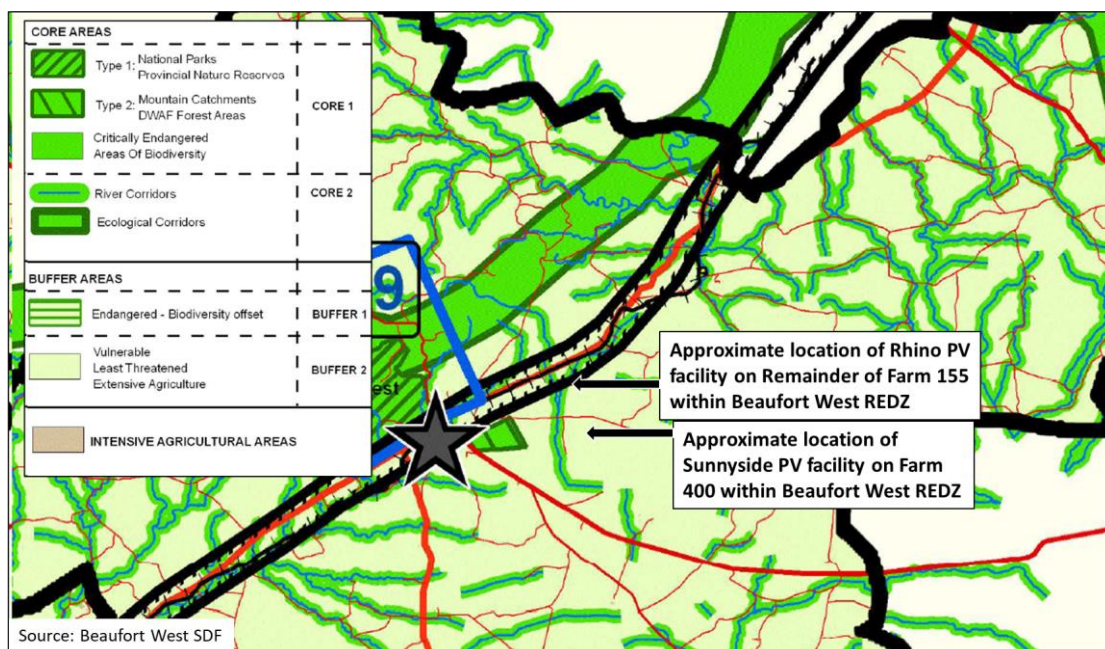 CORE AREAS
Type 1: National Parks
Provincial Nature Reserves
Type 2: Mountain Catchments
DWAF Forest Areas
CORE 1
Critically Endangered
Areas Of Biodiversity
River Corridors
CORE 2
Ecological Corridors
BUFFER AREAS
Endangered - Biodiversity offset
BUFFER 1
Vulnerable
Least Threatened
Extensive Agriculture
BUFFER 2
INTENSIVE AGRICULTURAL AREAS
9
est
Approximate location of Rhino PV
facility on Remainder of Farm 155
within Beaufort West REDZ
Approximate location of
Sunnyside PV facility on Farm
400 within Beaufort West REDZ
Source: Beaufort West SDF